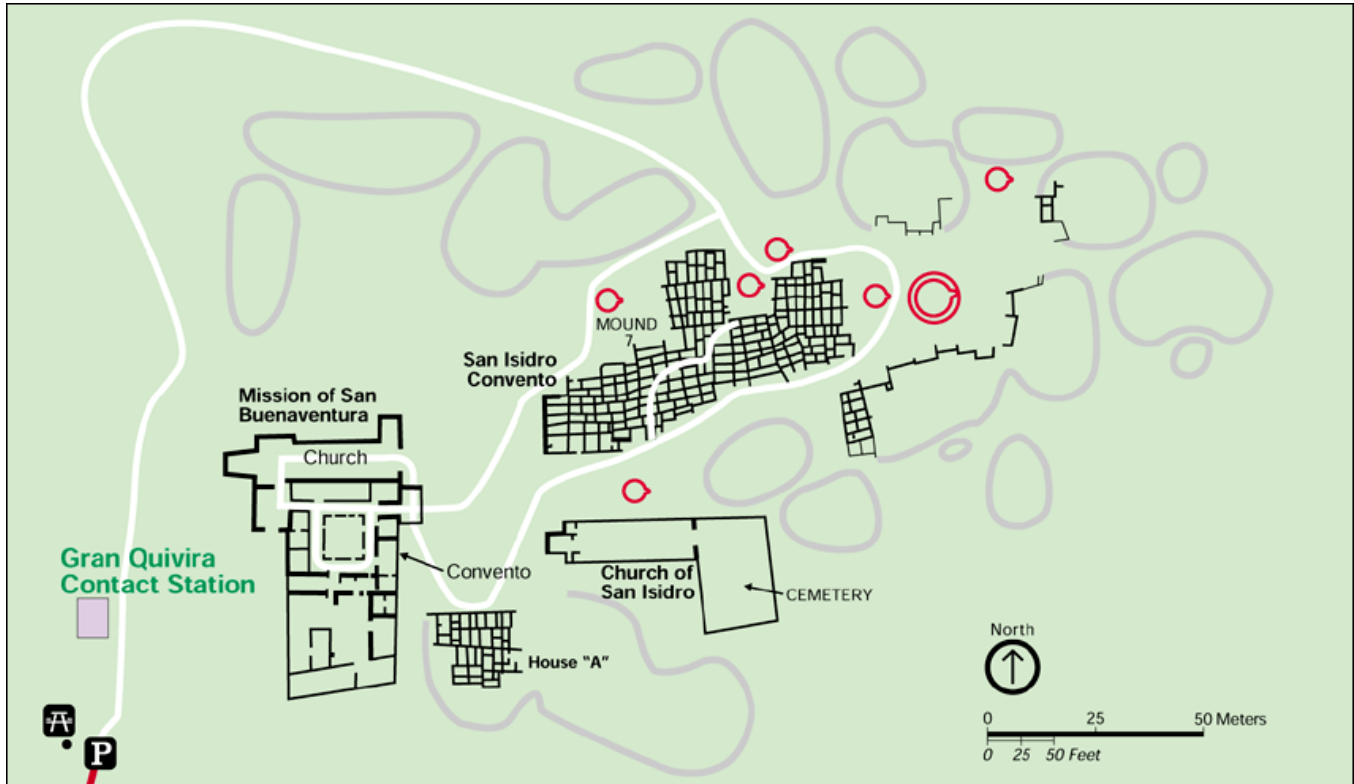 MOUND
7
San Isidro
Convento
Mission of San
Buenaventura
Church
Gran Quivira
Contact Station
Convento
Church of
San Isidro
CEMETERY
House "A"
North
0 25 50 Meters
0 25 50 Feet
P